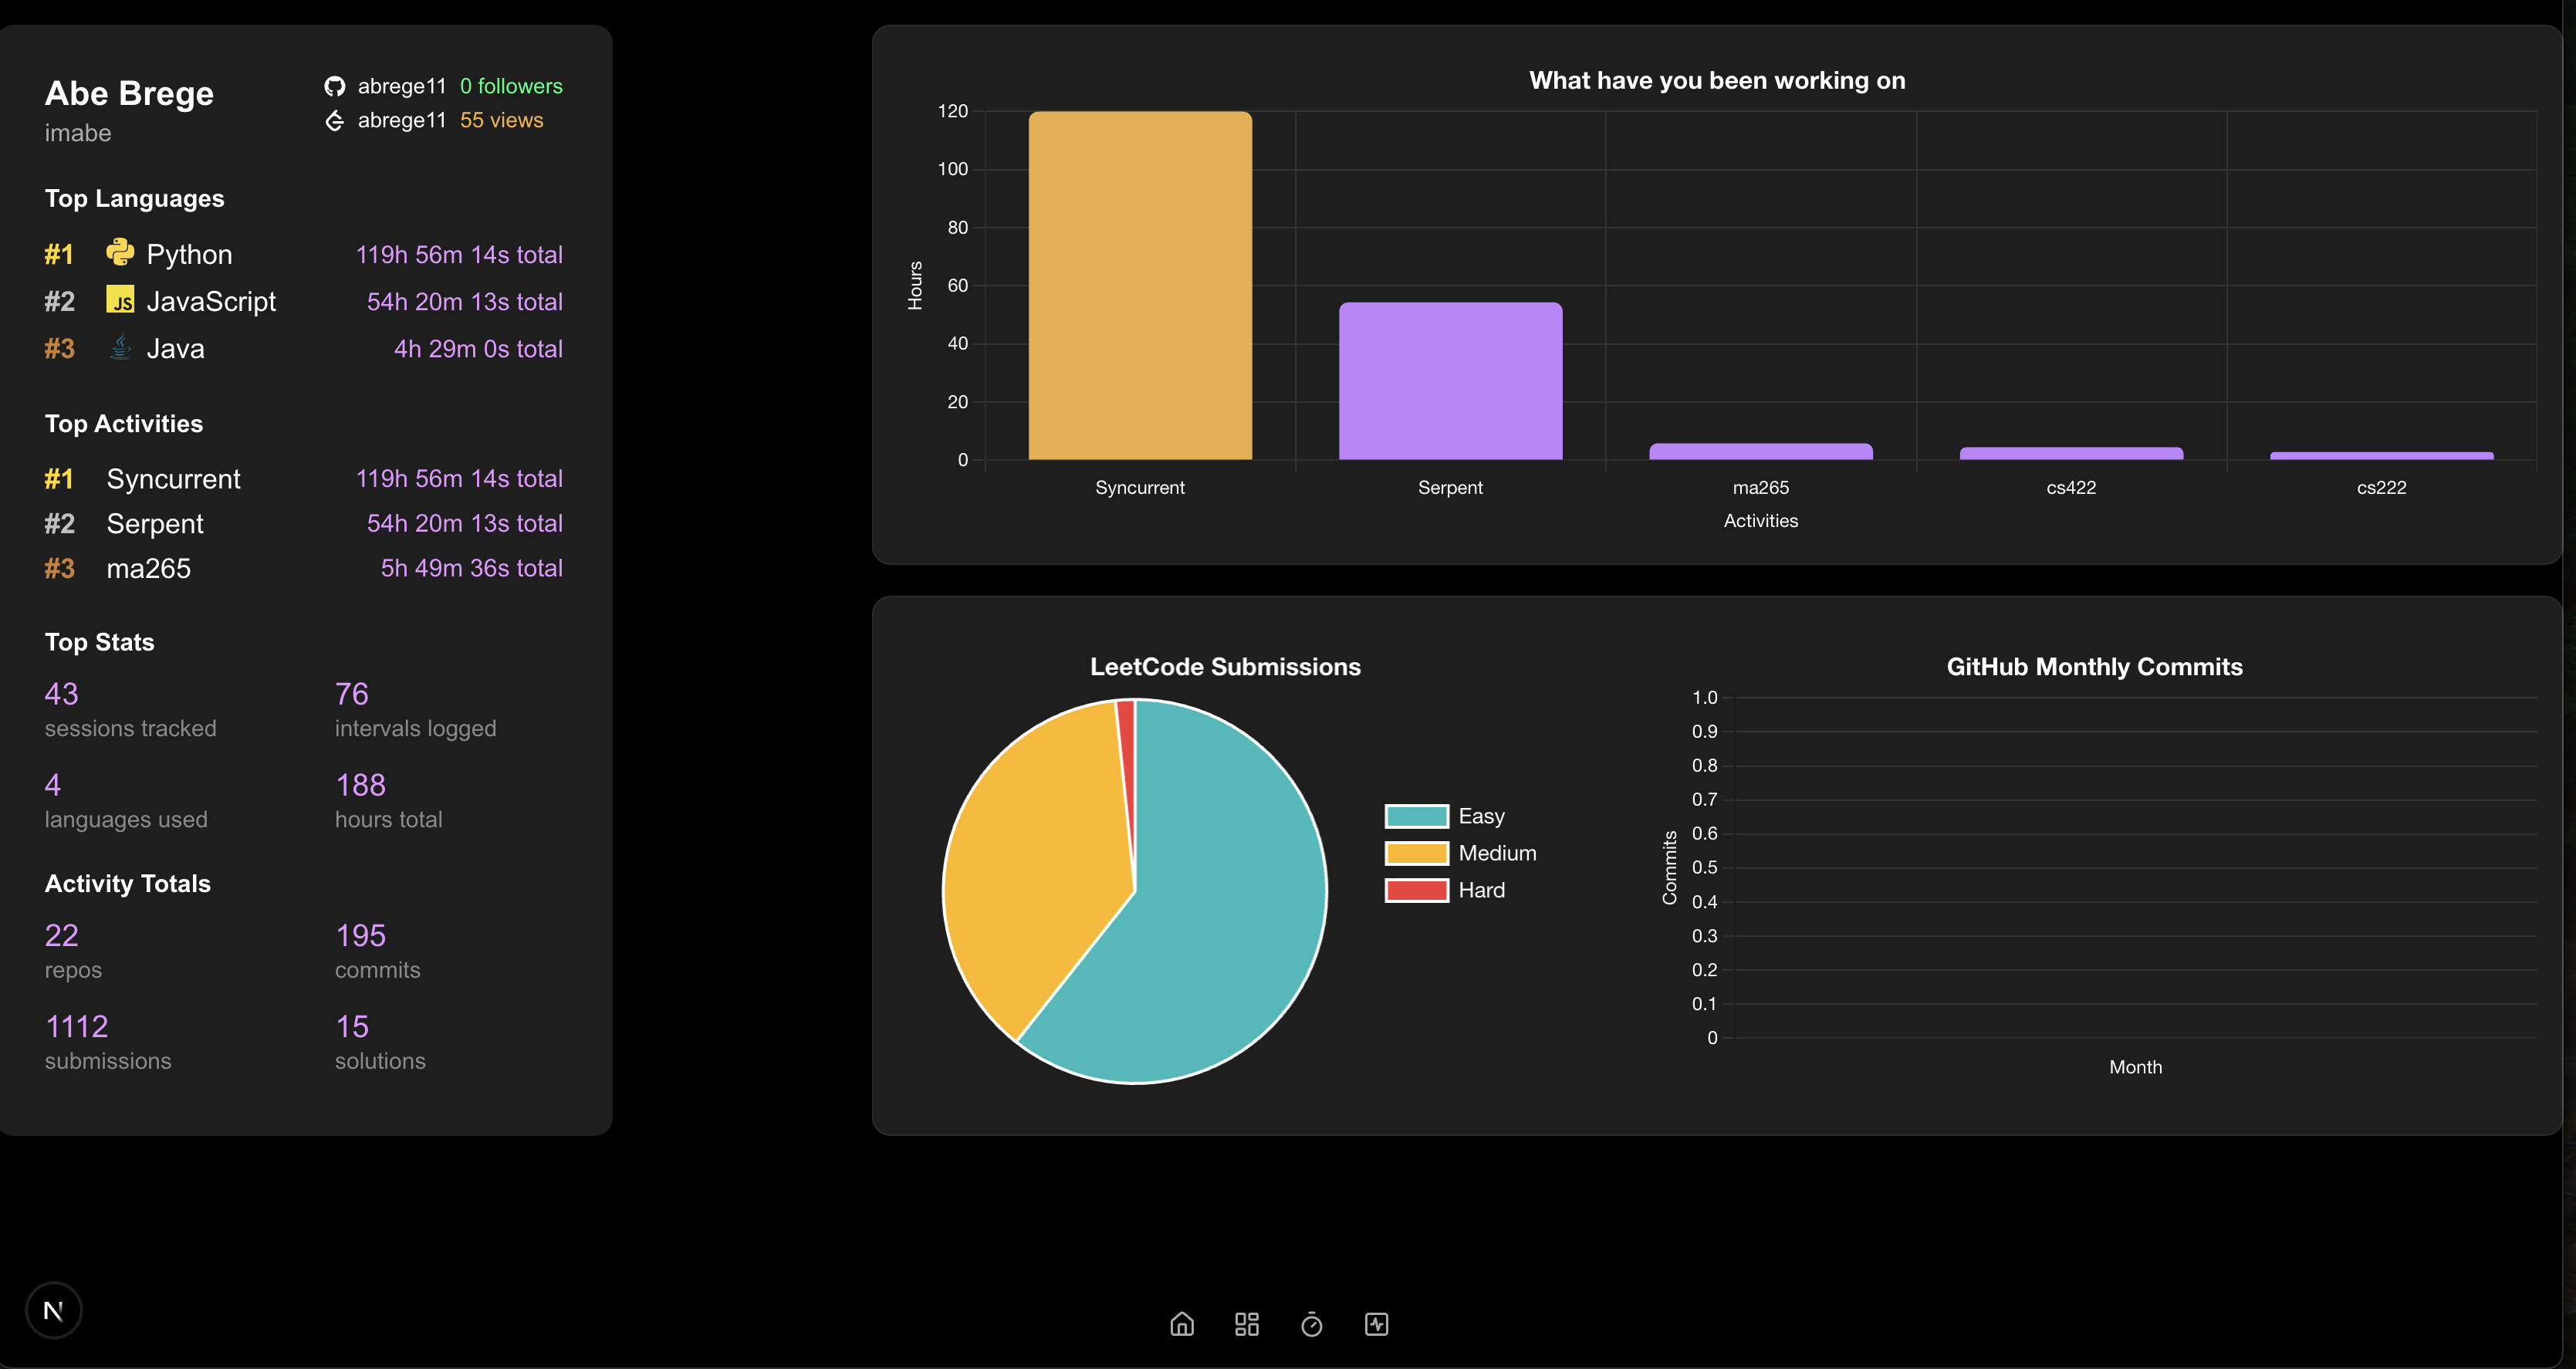 Abe Brege
imabe
abrege11 0 followers
abrege11 55 views
Top Languages
#1 Python 119h 56m 14s total
#2 JS JavaScript 54h 20m 13s total
#3 Java 4h 29m 0s total
Top Activities
#1 Syncurrent 119h 56m 14s total
#2 Serpent 54h 20m 13s total
#3 ma265 5h 49m 36s total
Top Stats
43 76
sessions tracked intervals logged
4 188
languages used hours total
Activity Totals
22 195
repos commits
1112 15
submissions solutions
N
What have you been working on
120
100
80
60
40
20
0
Hours
Syncurrent Serpent ma265 cs422 cs222
Activities
LeetCode Submissions
Easy
Medium
Hard
GitHub Monthly Commits
1.0
0.9
0.8
0.7
0.6
0.5
0.4
0.3
0.2
0.1
0
Commits
Month